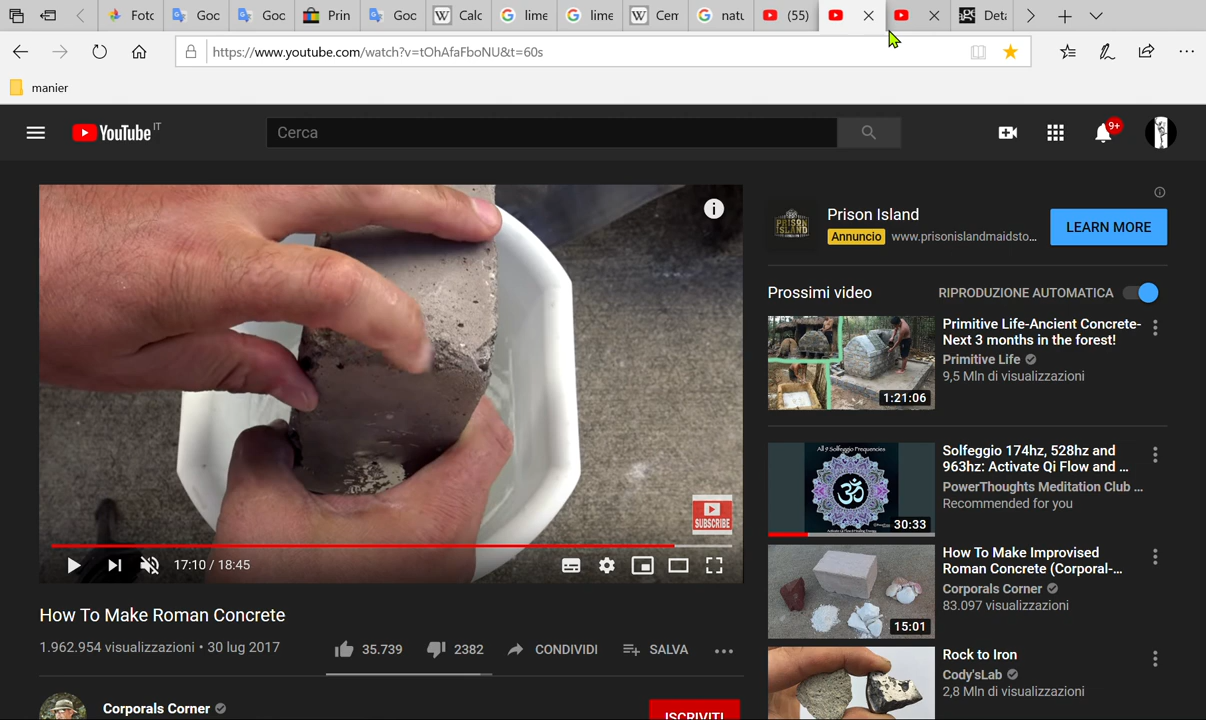 Foto
Goc
Goc
Prin
Goc
W Calc
lime
lime
W Cem
natu
(55)
Deta
https://www.youtube.com/watch?v=tOhAfaFboNU&t=60s
manier
YouTube IT
Cerca
9+
PRISON ISLAND
Prison Island
Annuncio www.prisonislandmaidsto...
LEARN MORE
Prossimi video
RIPRODUZIONE AUTOMATICA
Primitive Life-Ancient Concrete-
Next 3 months in the forest!
Primitive Life
9,5 Mln di visualizzazioni
1:21:06
All 9 Solfeggio Frequencies
Solfeggio 174hz, 528hz and
963hz: Activate Qi Flow and ...
PowerThoughts Meditation Club ...
Recommended for you
30:33
How To Make Improvised
Roman Concrete (Corporal-...
Corporals Corner
83.097 visualizzazioni
15:01
Rock to Iron
Cody'sLab
2,8 Mln di visualizzazioni
SUBSCRIBE
17:10 / 18:45
How To Make Roman Concrete
1.962.954 visualizzazioni • 30 lug 2017
35.739
2382
CONDIVIDI
SALVA
Corporals Corner
ISCRIVITI